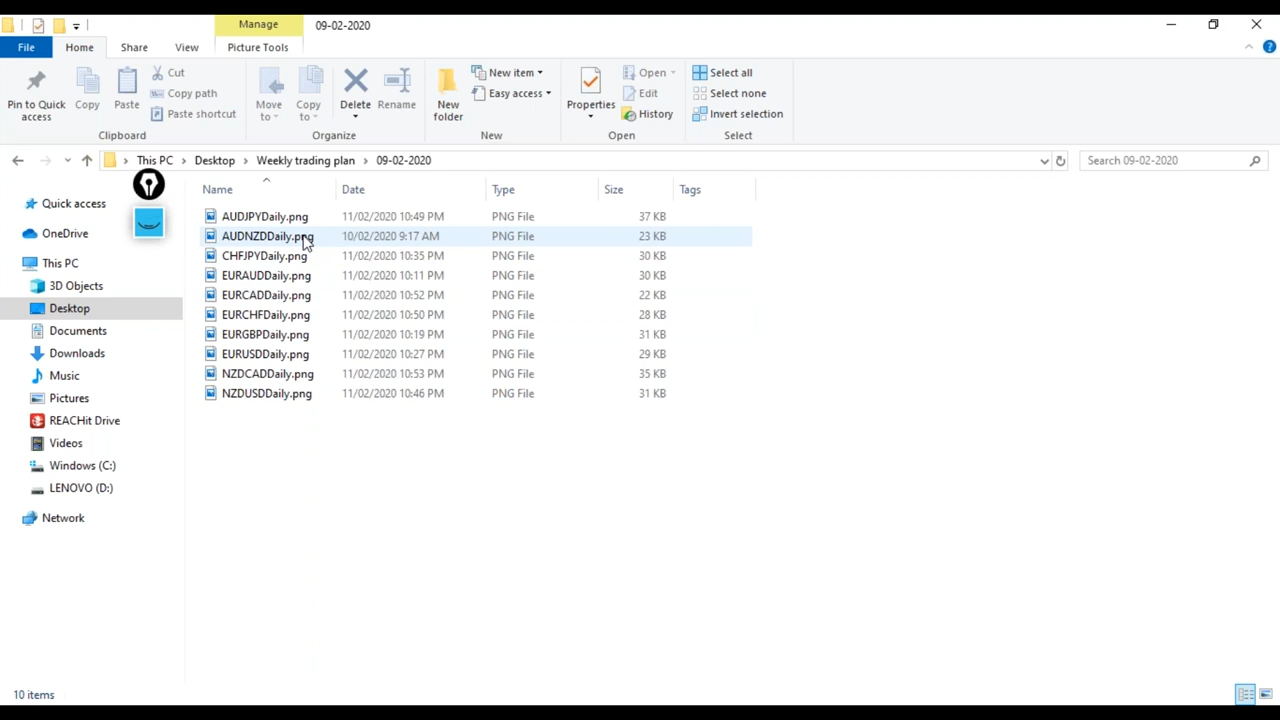 Manage
09-02-2020
File
Home
Share
View
Picture Tools
Pin to Quick access
Copy
Paste
Cut
Copy path
Paste shortcut
Clipboard
Move to
Copy to
Delete
Rename
Organize
New folder
New item
Easy access
New
Properties
Open
Edit
History
Open
Select all
Select none
Invert selection
Select
This PC > Desktop > Weekly trading plan > 09-02-2020
Search 09-02-2020
Quick access
OneDrive
This PC
3D Objects
Desktop
Documents
Downloads
Music
Pictures
REACHit Drive
Videos
Windows (C:)
LENOVO (D:)
Network
Name Date Type Size Tags
AUDJPYDaily.png 11/02/2020 10:49 PM PNG File 37 KB
AUDNZDDaily.png 10/02/2020 9:17 AM PNG File 23 KB
CHFJPYDaily.png 11/02/2020 10:35 PM PNG File 30 KB
EURAUDDaily.png 11/02/2020 10:11 PM PNG File 30 KB
EURCADDaily.png 11/02/2020 10:52 PM PNG File 22 KB
EURCHFDaily.png 11/02/2020 10:50 PM PNG File 28 KB
EURGBPDaily.png 11/02/2020 10:19 PM PNG File 31 KB
EURUSDDaily.png 11/02/2020 10:27 PM PNG File 29 KB
NZDCADDaily.png 11/02/2020 10:53 PM PNG File 35 KB
NZDUSDDaily.png 11/02/2020 10:46 PM PNG File 31 KB
10 items